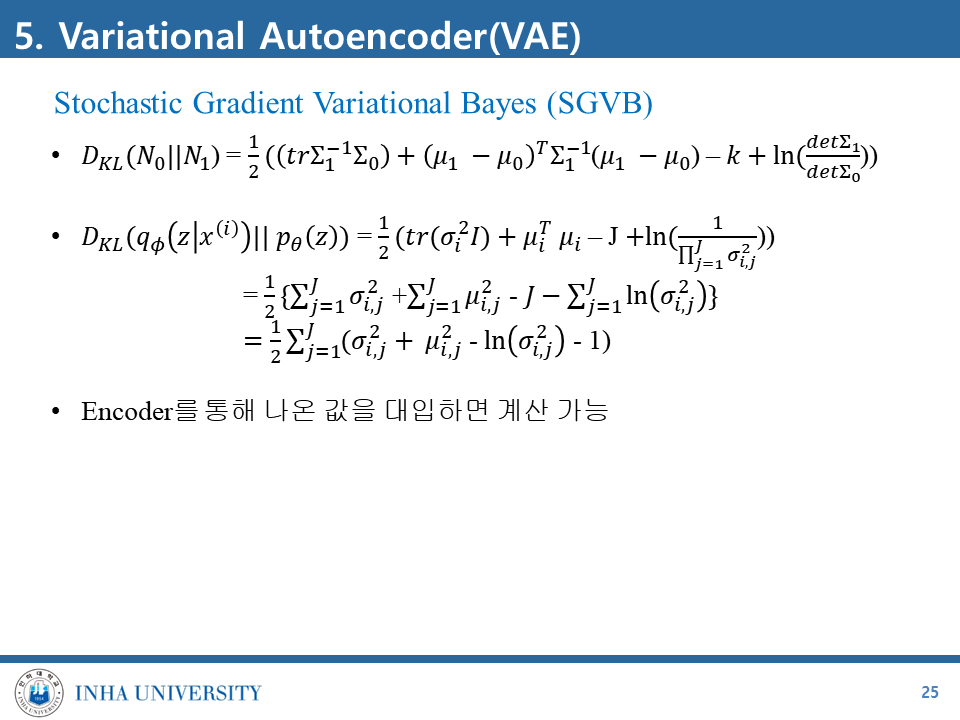 5. Variational Autoencoder(VAE)
Stochastic Gradient Variational Bayes (SGVB)
• $D_{KL}(N_0||N_1) = \frac{1}{2}((tr\Sigma_1^{-1}\Sigma_0) + (\mu_1 - \mu_0)^T\Sigma_1^{-1}(\mu_1 - \mu_0) – k + \ln(\frac{det\Sigma_1}{det\Sigma_0}))$
• $D_{KL}(q_\phi(z|x^{(i)})|| p_\theta(z)) = \frac{1}{2}(tr(\sigma_i^2 I) + \mu_i^T \mu_i – J + \ln(\frac{1}{\prod_{j=1}^{J}\sigma_{i,j}^2}))$
$= \frac{1}{2}\{\sum_{j=1}^{J}\sigma_{i,j}^2 + \sum_{j=1}^{J}\mu_{i,j}^2 - J - \sum_{j=1}^{J}\ln(\sigma_{i,j}^2)\}$
$= \frac{1}{2}\sum_{j=1}^{J}(\sigma_{i,j}^2 + \mu_{i,j}^2 - \ln(\sigma_{i,j}^2) - 1)$
• Encoder를 통해 나온 값을 대입하면 계산 가능
INHA UNIVERSITY
25